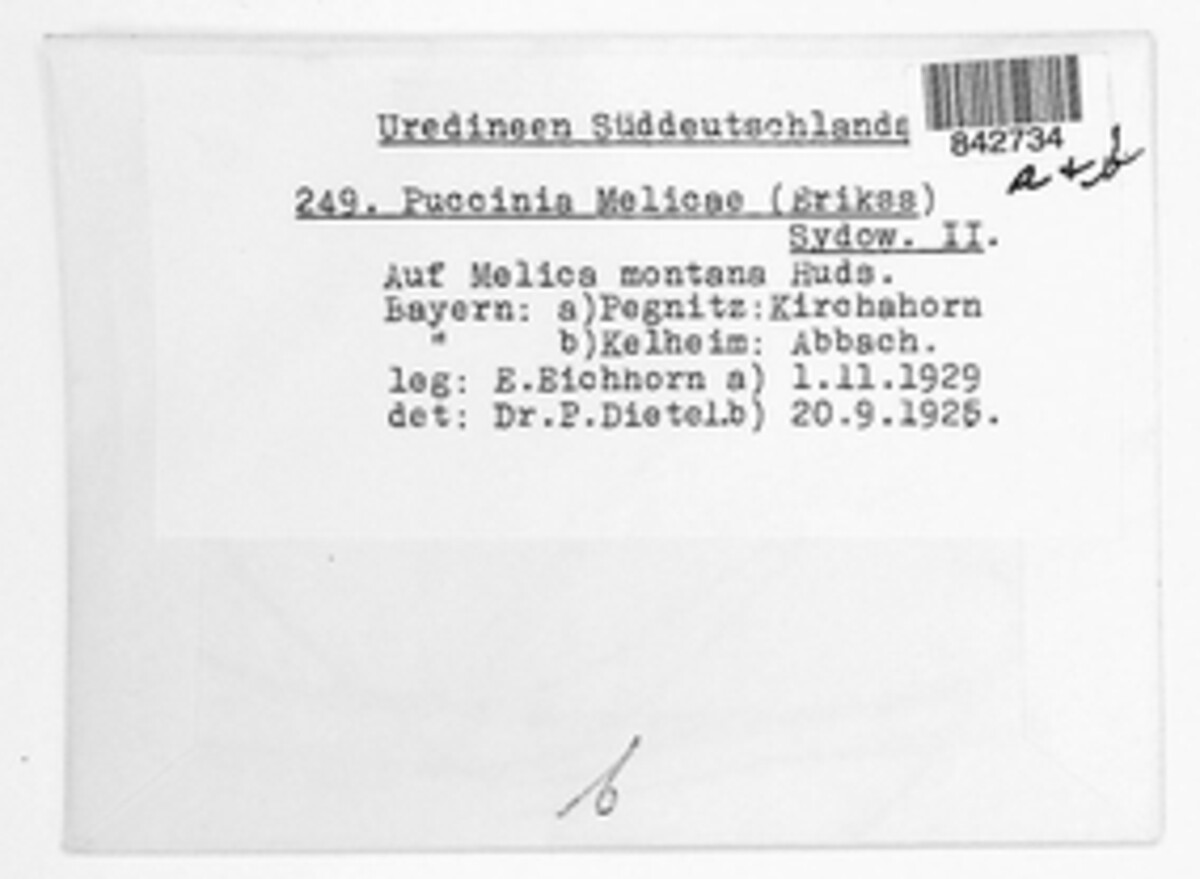 Uredineen Süddeutschlands
842734
a + b
249. Puccinia Melicae (Erikss)
Sydow. II.
Auf Melica montana Huds.
Bayern: a)Pegnitz:Kirchahorn
" b)Kelheim: Abbach.
leg: E.Eichhorn a) 1.11.1929
det: Dr.P.Dietel.b) 20.9.1925.
b